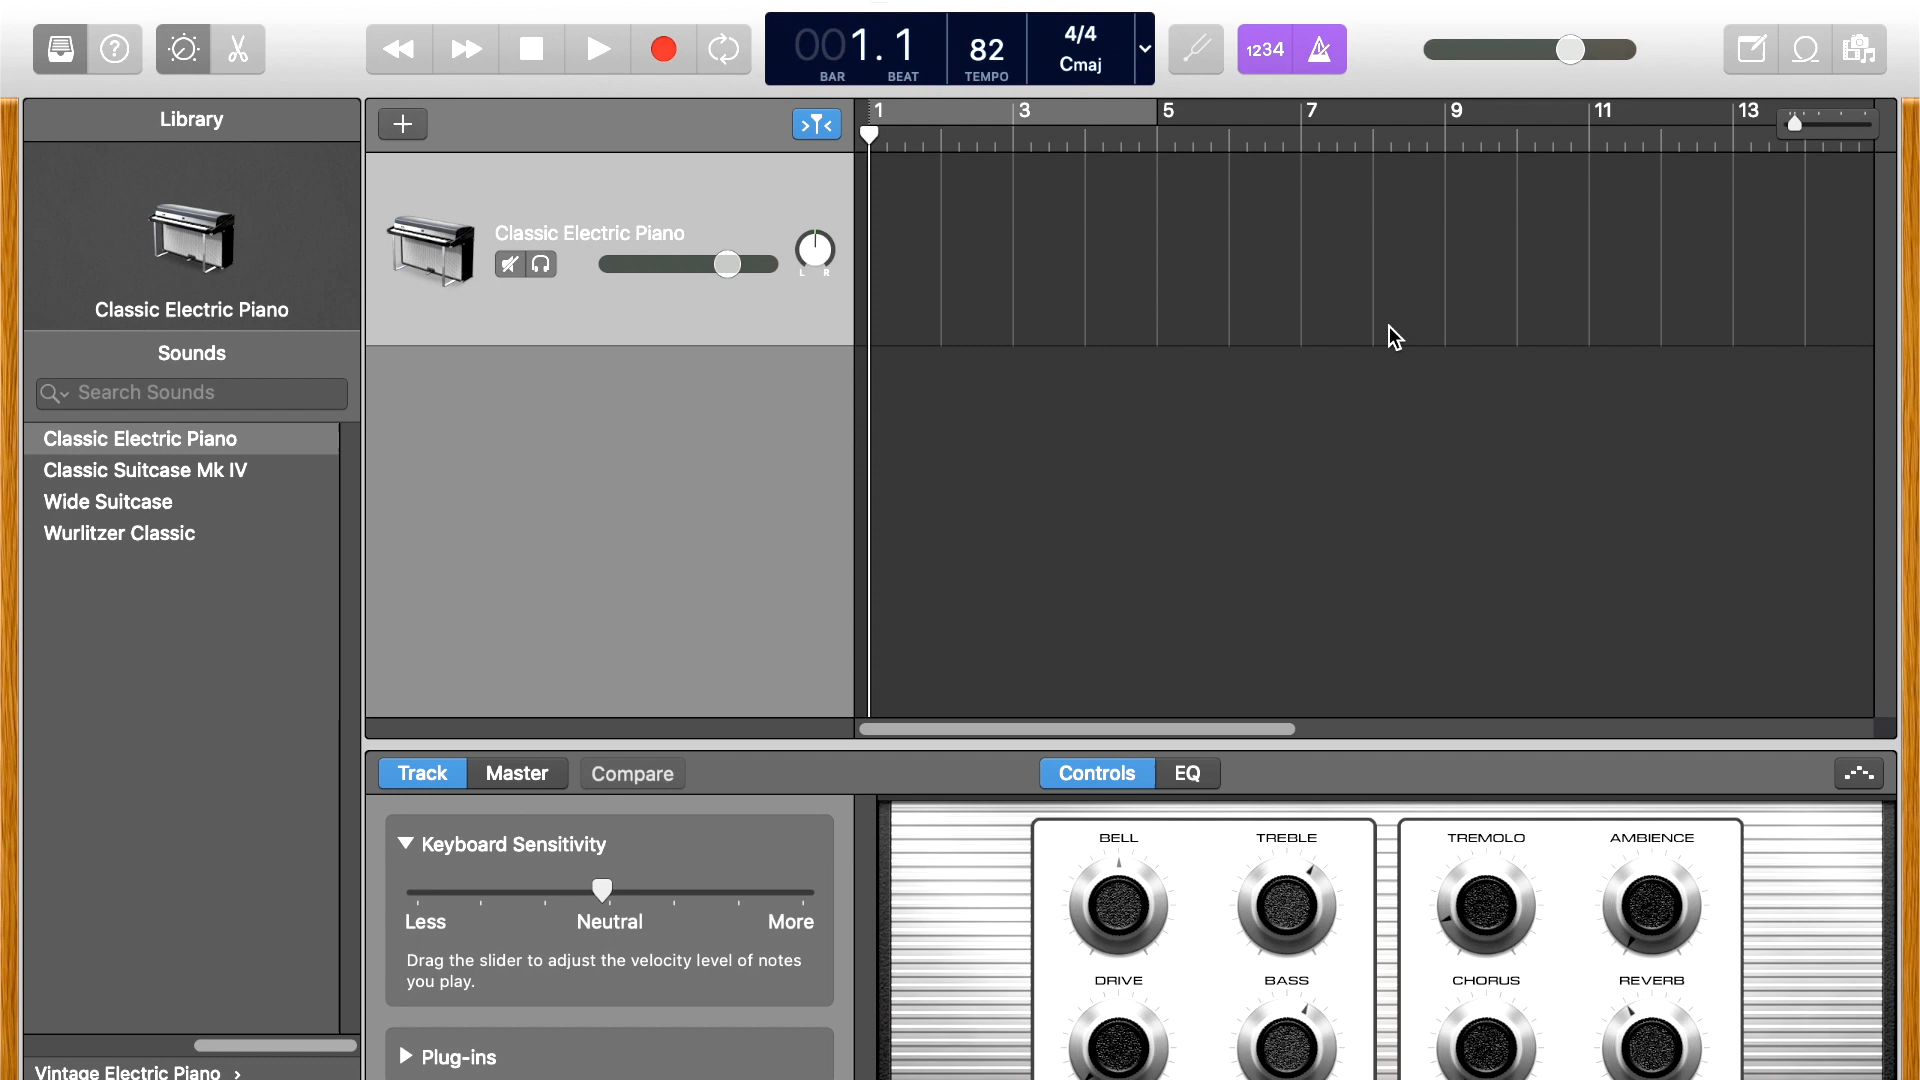 001.1
BAR BEAT
82
TEMPO
4/4
Cmaj
1234
Library
1 3 5 7 9 11 13
Classic Electric Piano
L R
Classic Electric Piano
Sounds
Search Sounds
Classic Electric Piano
Classic Suitcase Mk IV
Wide Suitcase
Wurlitzer Classic
Vintage Electric Piano >
Track Master Compare
Controls EQ
Keyboard Sensitivity
Less Neutral More
Drag the slider to adjust the velocity level of notes
you play.
Plug-ins
BELL TREBLE TREMOLO AMBIENCE
DRIVE BASS CHORUS REVERB